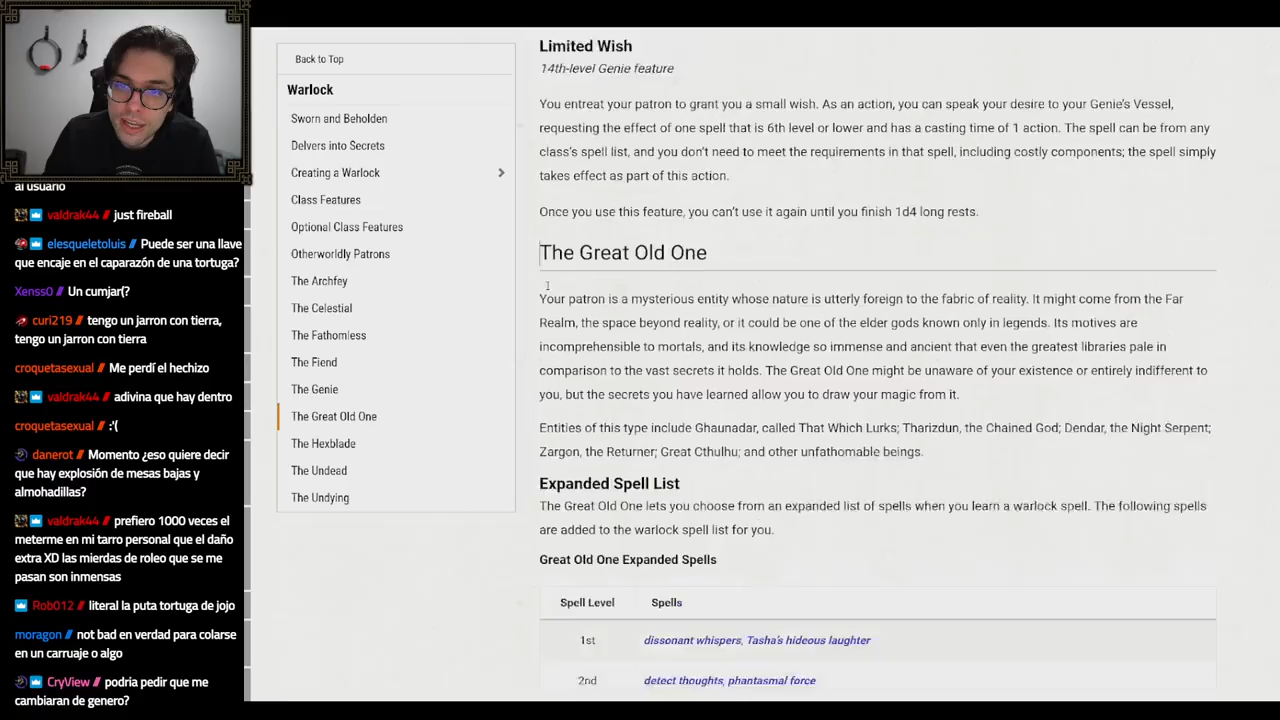 al usuario
valdrak44 // just fireball
elesqueletoluis // Puede ser una llave
que encaje en el caparazón de una tortuga?
Xenss0 // Un cumjar(?
curi219 // tengo un jarron con tierra,
tengo un jarron con tierra
croquetasexual // Me perdí el hechizo
valdrak44 // adivina que hay dentro
croquetasexual // :'(
danerot // Momento ¿eso quiere decir
que hay explosión de mesas bajas y
almohadillas?
valdrak44 // prefiero 1000 veces el
meterme en mi tarro personal que el daño
extra XD las mierdas de roleo que se me
pasan son inmensas
Rob012 // literal la puta tortuga de jojo
moragon // not bad en verdad para colarse
en un carruaje o algo
CryView // podria pedir que me
cambiaran de genero?
Back to Top
Warlock
Sworn and Beholden
Delvers into Secrets
Creating a Warlock
Class Features
Optional Class Features
Otherworldly Patrons
The Archfey
The Celestial
The Fathomless
The Fiend
The Genie
The Great Old One
The Hexblade
The Undead
The Undying
Limited Wish
14th-level Genie feature
You entreat your patron to grant you a small wish. As an action, you can speak your desire to your Genie's Vessel,
requesting the effect of one spell that is 6th level or lower and has a casting time of 1 action. The spell can be from any
class's spell list, and you don't need to meet the requirements in that spell, including costly components; the spell simply
takes effect as part of this action.
Once you use this feature, you can't use it again until you finish 1d4 long rests.
The Great Old One
Your patron is a mysterious entity whose nature is utterly foreign to the fabric of reality. It might come from the Far
Realm, the space beyond reality, or it could be one of the elder gods known only in legends. Its motives are
incomprehensible to mortals, and its knowledge so immense and ancient that even the greatest libraries pale in
comparison to the vast secrets it holds. The Great Old One might be unaware of your existence or entirely indifferent to
you, but the secrets you have learned allow you to draw your magic from it.
Entities of this type include Ghaunadar, called That Which Lurks; Tharizdun, the Chained God; Dendar, the Night Serpent;
Zargon, the Returner; Great Cthulhu; and other unfathomable beings.
Expanded Spell List
The Great Old One lets you choose from an expanded list of spells when you learn a warlock spell. The following spells
are added to the warlock spell list for you.
Great Old One Expanded Spells
Spell Level Spells
1st dissonant whispers, Tasha's hideous laughter
2nd detect thoughts, phantasmal force